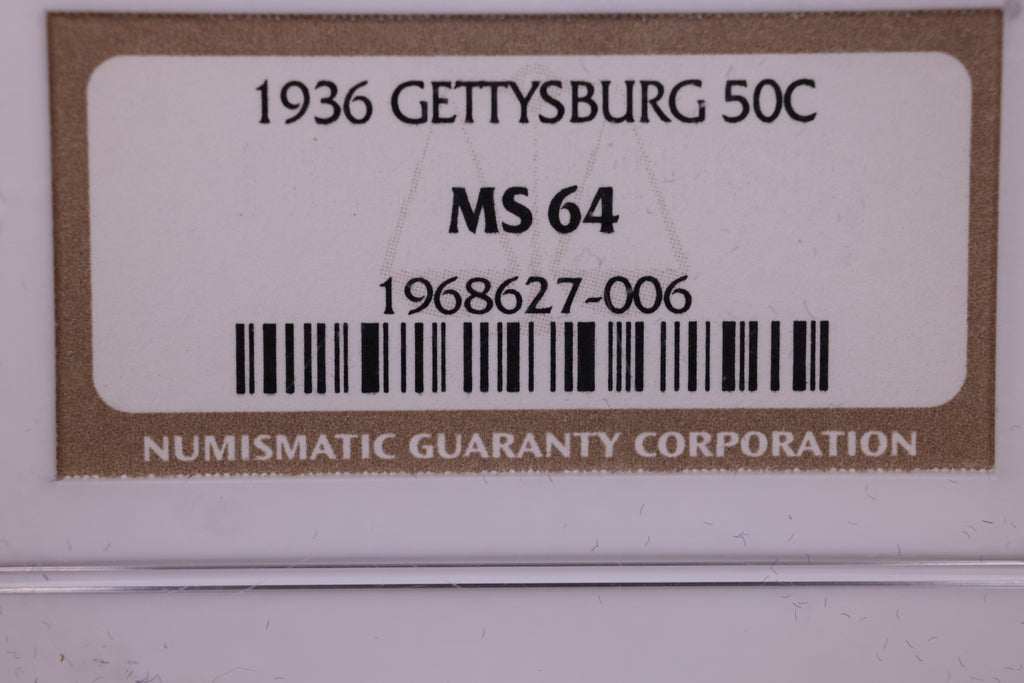 1936 GETTYSBURG 50C
MS 64
1968627-006
NUMISMATIC GUARANTY CORPORATION